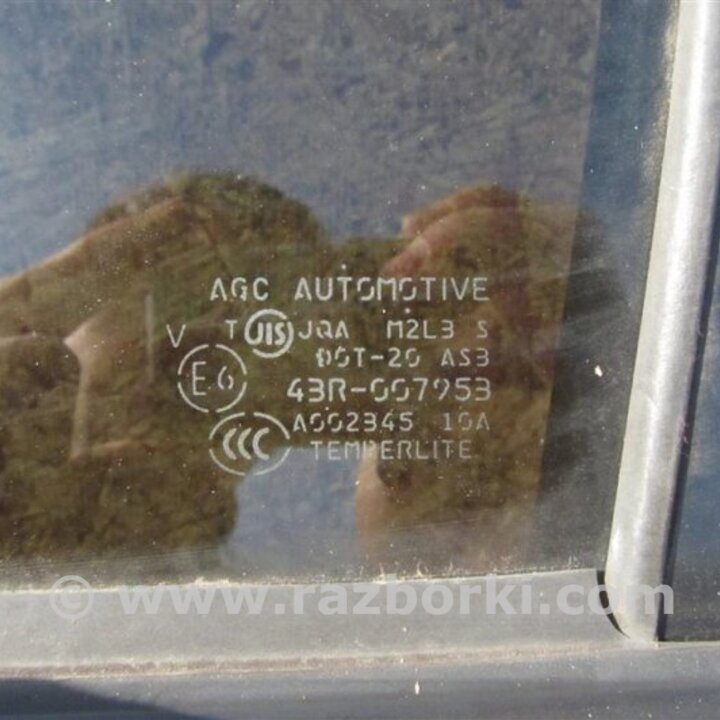 AGC AUTOMOTIVE
V T JIS JQA M2L3 S
DOT-20 AS3
E6 43R-007953
CCC A002345 10A
TEMPERLITE
© www.razborki.com